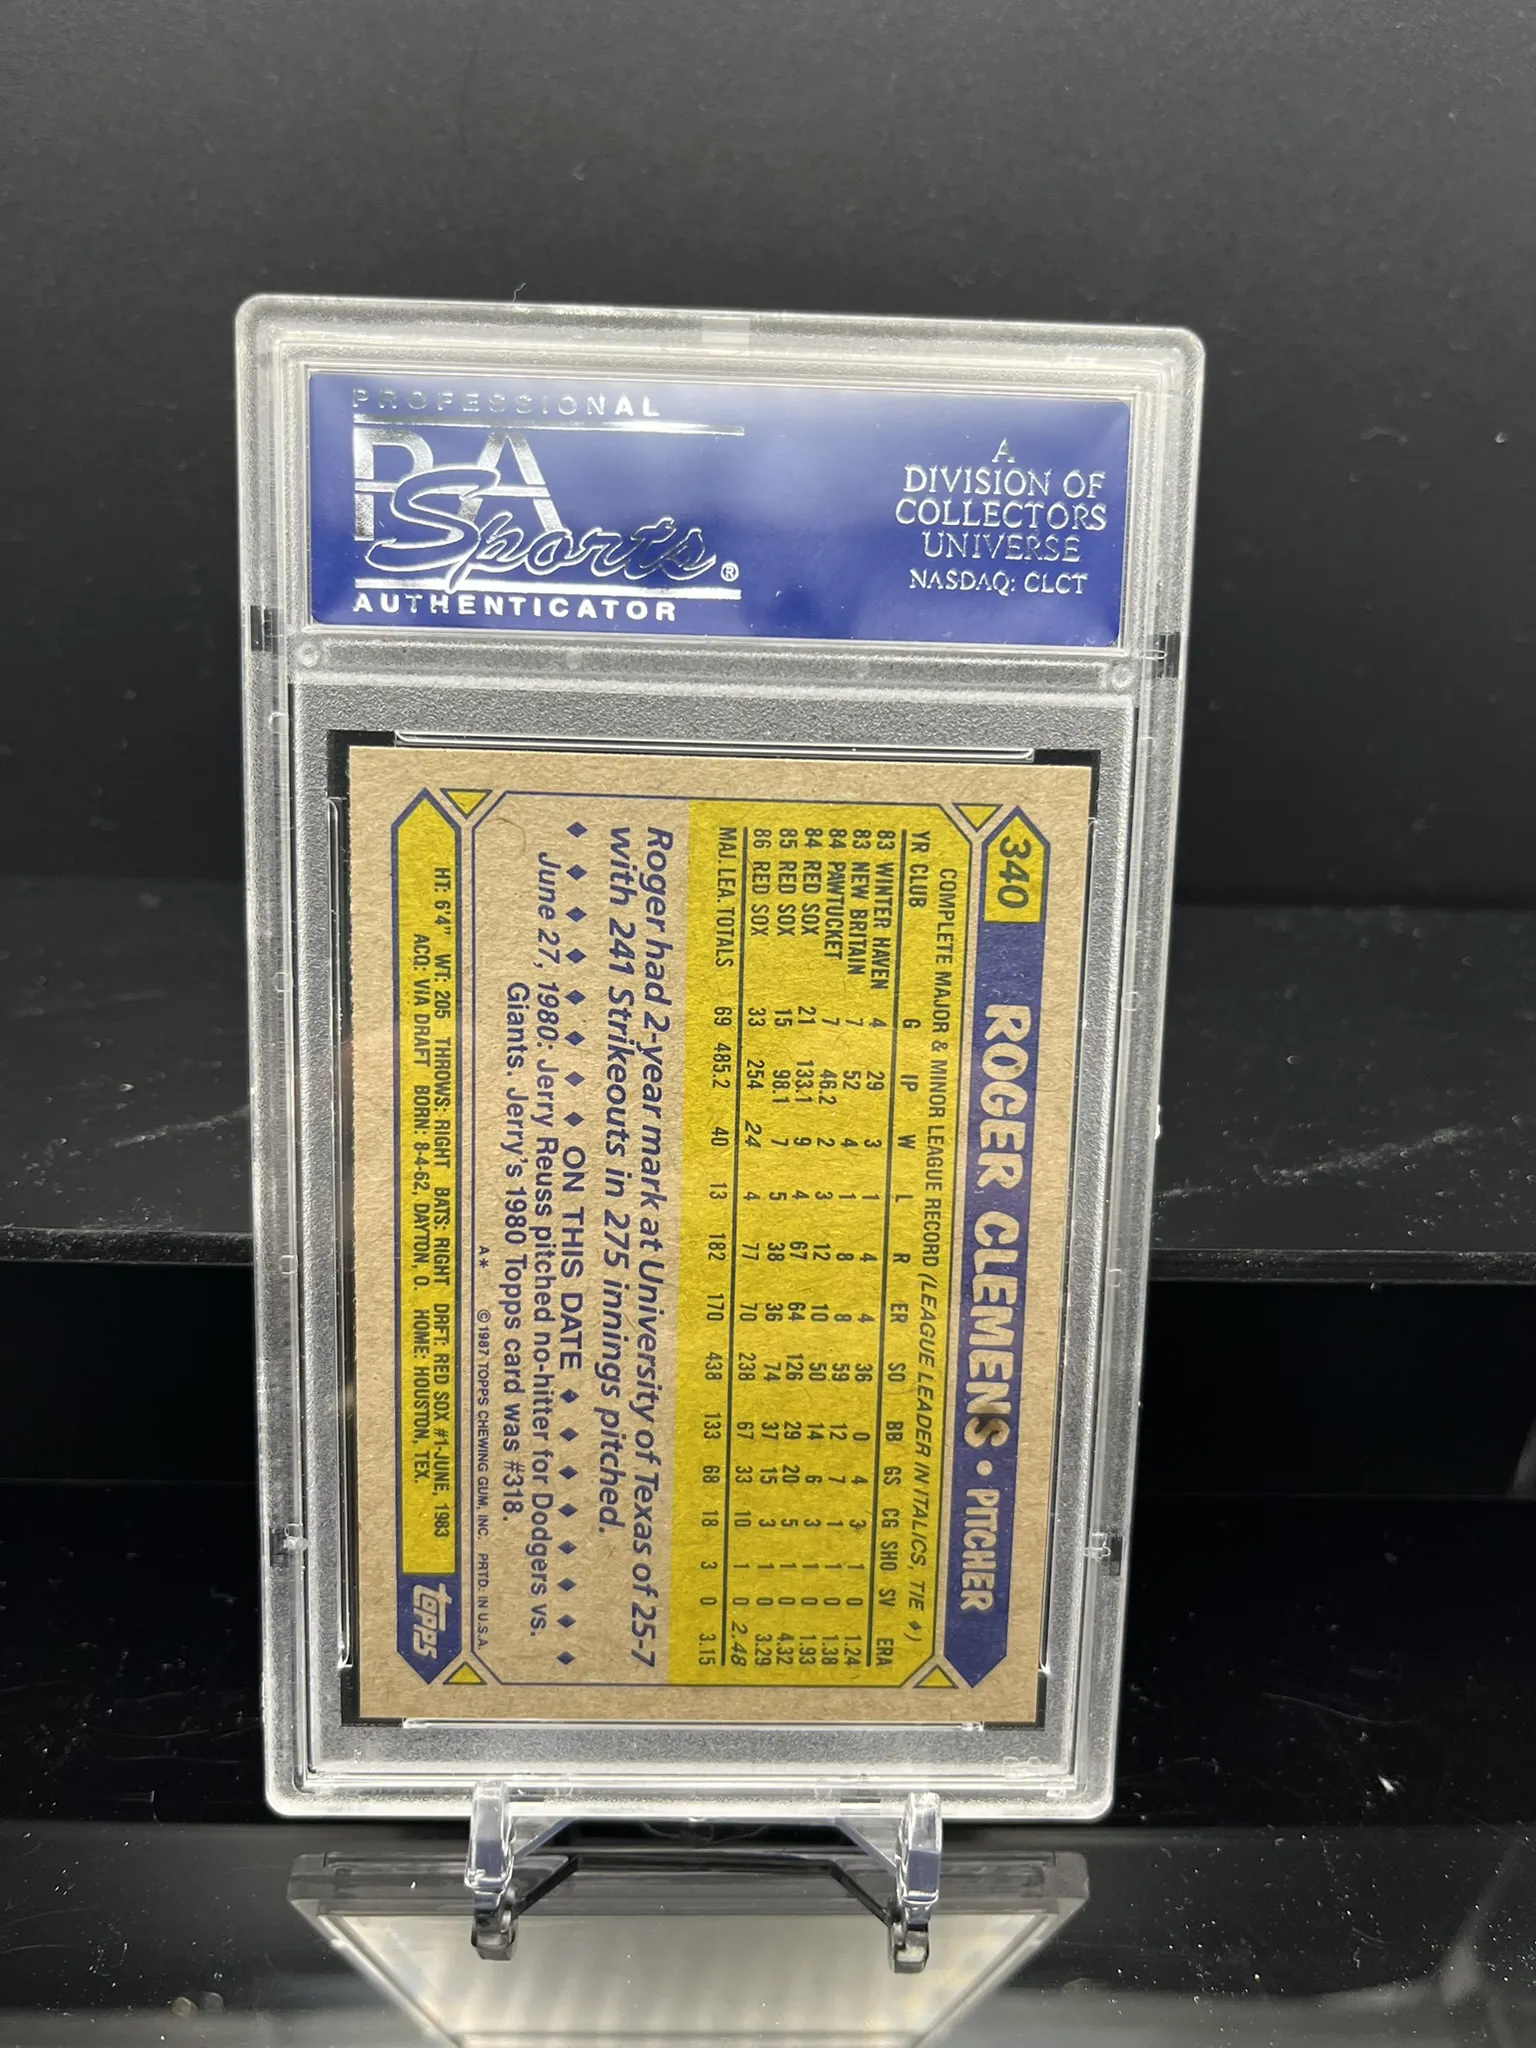 PROFESSIONAL
PSA
Sports®
AUTHENTICATOR
A
DIVISION OF
COLLECTORS
UNIVERSE
NASDAQ: CLCT
340 ROGER CLEMENS • PITCHER
COMPLETE MAJOR & MINOR LEAGUE RECORD (LEAGUE LEADER IN ITALICS, TIE ♦)
YR CLUB G IP W L R ER SO BB GS CG SHO SV ERA
83 WINTER HAVEN 4 29 3 1 4 4 36 0 4 3 1 0 1.24
83 NEW BRITAIN 7 52 4 1 8 8 59 12 7 1 1 0 1.38
84 PAWTUCKET 7 46.2 2 3 12 10 50 14 6 3 1 0 1.93
84 RED SOX 21 133.1 9 4 67 64 126 29 20 5 1 0 4.32
85 RED SOX 15 98.1 7 5 38 36 74 37 15 3 1 0 3.29
86 RED SOX 33 254 24 4 77 70 238 67 33 10 1 0 2.48
MAJ. LEA. TOTALS 69 485.2 40 13 182 170 438 133 68 18 3 0 3.15
Roger had 2-year mark at University of Texas of 25-7
with 241 Strikeouts in 275 innings pitched.
♦ ♦ ♦ ♦ ♦ ♦ ♦ ♦ ON THIS DATE ♦ ♦ ♦ ♦ ♦ ♦ ♦ ♦
June 27, 1980: Jerry Reuss pitched no-hitter for Dodgers vs.
Giants. Jerry's 1980 Topps card was #318.
A* © 1987 TOPPS CHEWING GUM, INC. PRTD. IN U.S.A.
HT: 6'4" WT: 205 THROWS: RIGHT BATS: RIGHT DRFT: RED SOX #1-JUNE, 1983
ACQ: VIA DRAFT BORN: 8-4-62, DAYTON, O. HOME: HOUSTON, TEX.
topps